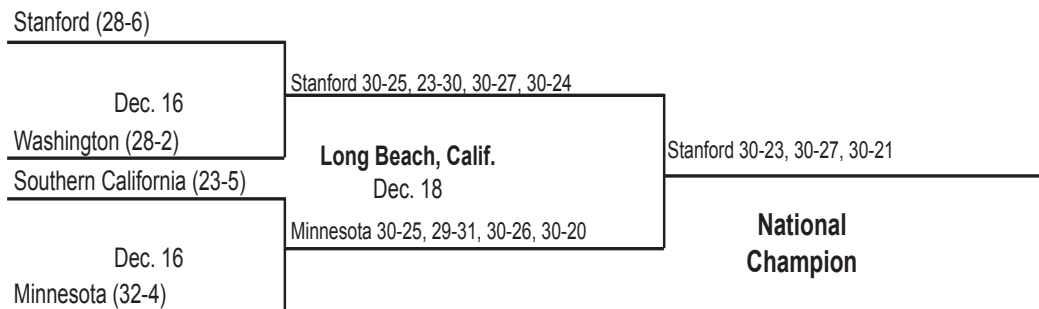 Stanford (28-6)
Stanford 30-25, 23-30, 30-27, 30-24
Dec. 16
Washington (28-2)
Long Beach, Calif.
Dec. 18
Stanford 30-23, 30-27, 30-21
Southern California (23-5)
Minnesota 30-25, 29-31, 30-26, 30-20
National
Champion
Dec. 16
Minnesota (32-4)